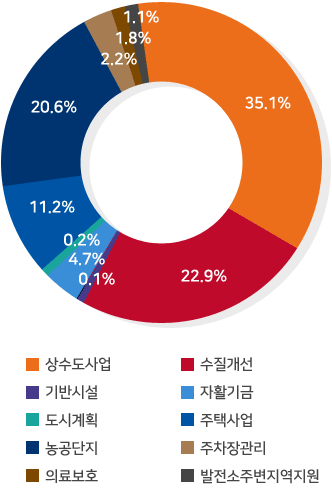 1.1%
1.8%
2.2%
35.1%
20.6%
11.2%
0.2%
4.7%
0.1%
22.9%
상수도사업 수질개선
기반시설 자활기금
도시계획 주택사업
농공단지 주차장관리
의료보호 발전소주변지역지원